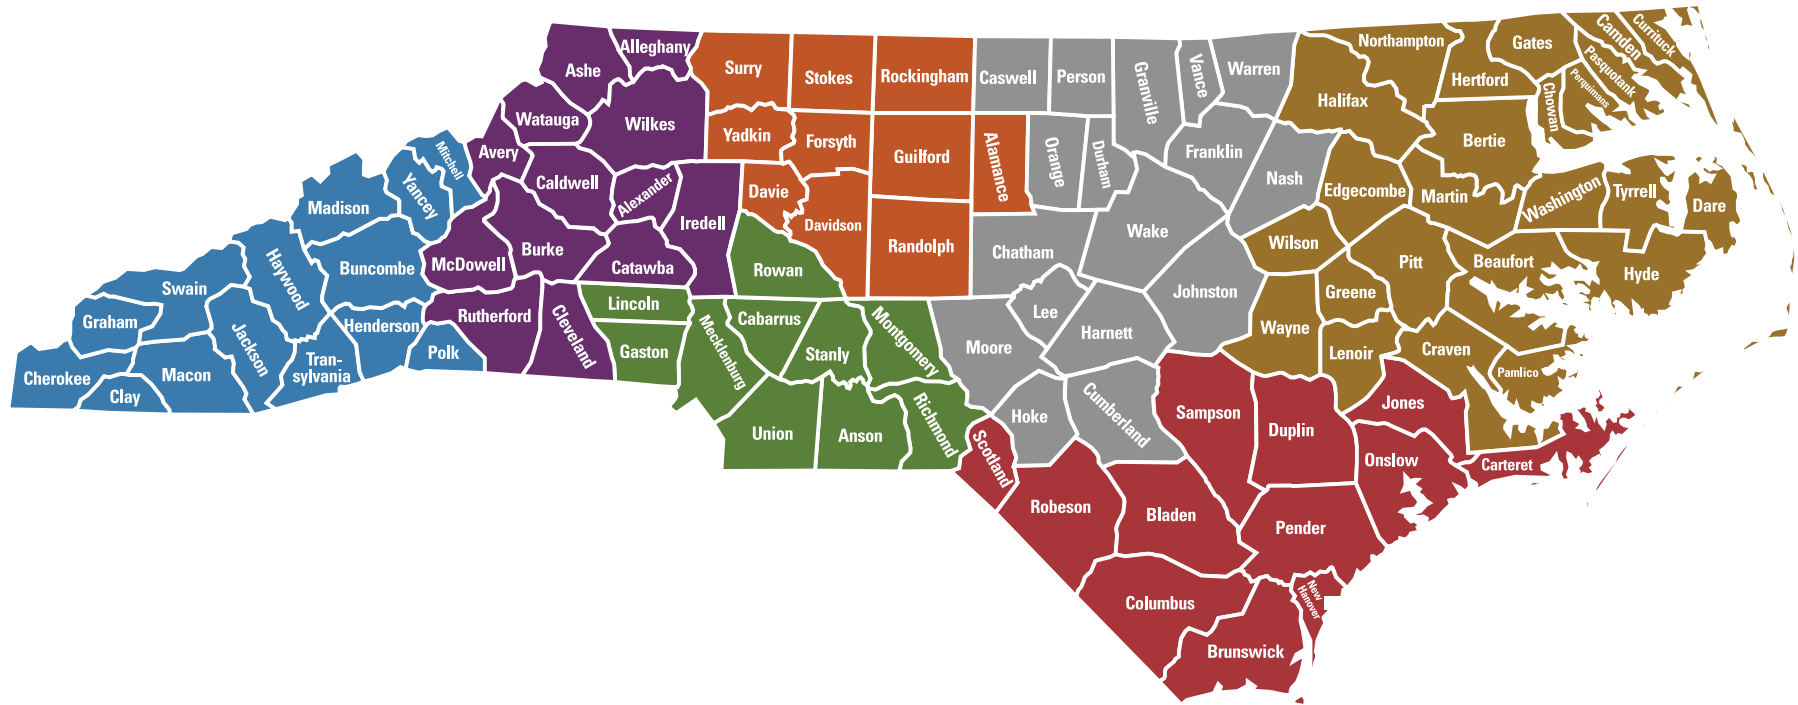 Alleghany
Ashe
Surry
Stokes
Rockingham
Caswell
Person
Granville
Vance
Warren
Northampton
Gates
Camden
Currituck
Hertford
Pasquotank
Perquimans
Chowan
Halifax
Bertie
Watauga
Wilkes
Yadkin
Forsyth
Guilford
Alamance
Orange
Durham
Franklin
Nash
Edgecombe
Martin
Washington
Tyrrell
Dare
Mitchell
Avery
Yancey
Caldwell
Alexander
Iredell
Davie
Davidson
Randolph
Chatham
Wake
Wilson
Pitt
Beaufort
Hyde
Madison
Buncombe
McDowell
Burke
Catawba
Rowan
Lincoln
Johnston
Greene
Wayne
Lenoir
Craven
Pamlico
Haywood
Swain
Graham
Jackson
Henderson
Rutherford
Cleveland
Polk
Gaston
Mecklenburg
Cabarrus
Stanly
Montgomery
Moore
Lee
Harnett
Cherokee
Clay
Macon
Tran-
sylvania
Union
Anson
Richmond
Scotland
Hoke
Cumberland
Sampson
Duplin
Jones
Onslow
Carteret
Robeson
Bladen
Pender
Columbus
New
Hanover
Brunswick